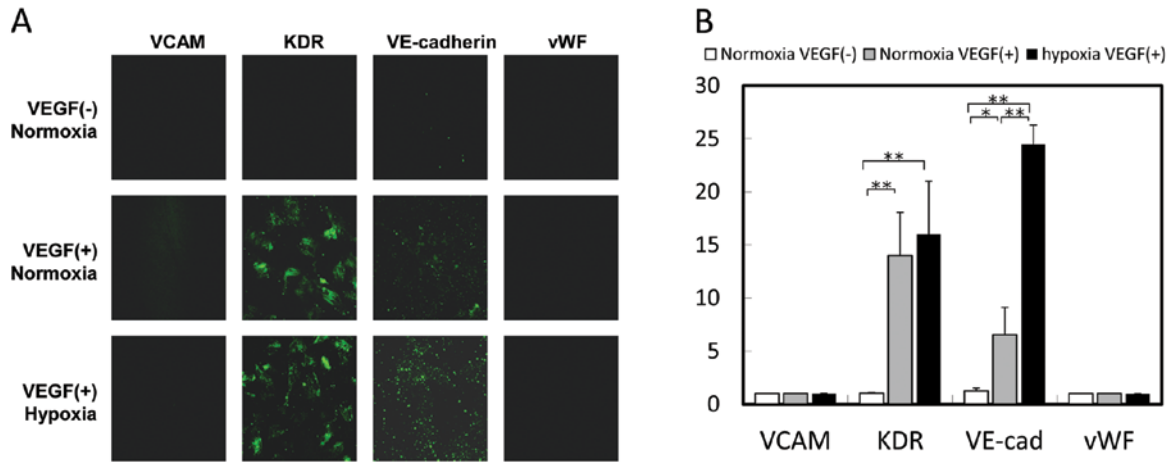 A
VCAM KDR VE-cadherin vWF
VEGF(-)
Normoxia
VEGF(+)
Normoxia
VEGF(+)
Hypoxia
B
Normoxia VEGF(-) Normoxia VEGF(+) hypoxia VEGF(+)
30
25
20
15
10
5
0
**
**
**
* **
VCAM KDR VE-cad vWF